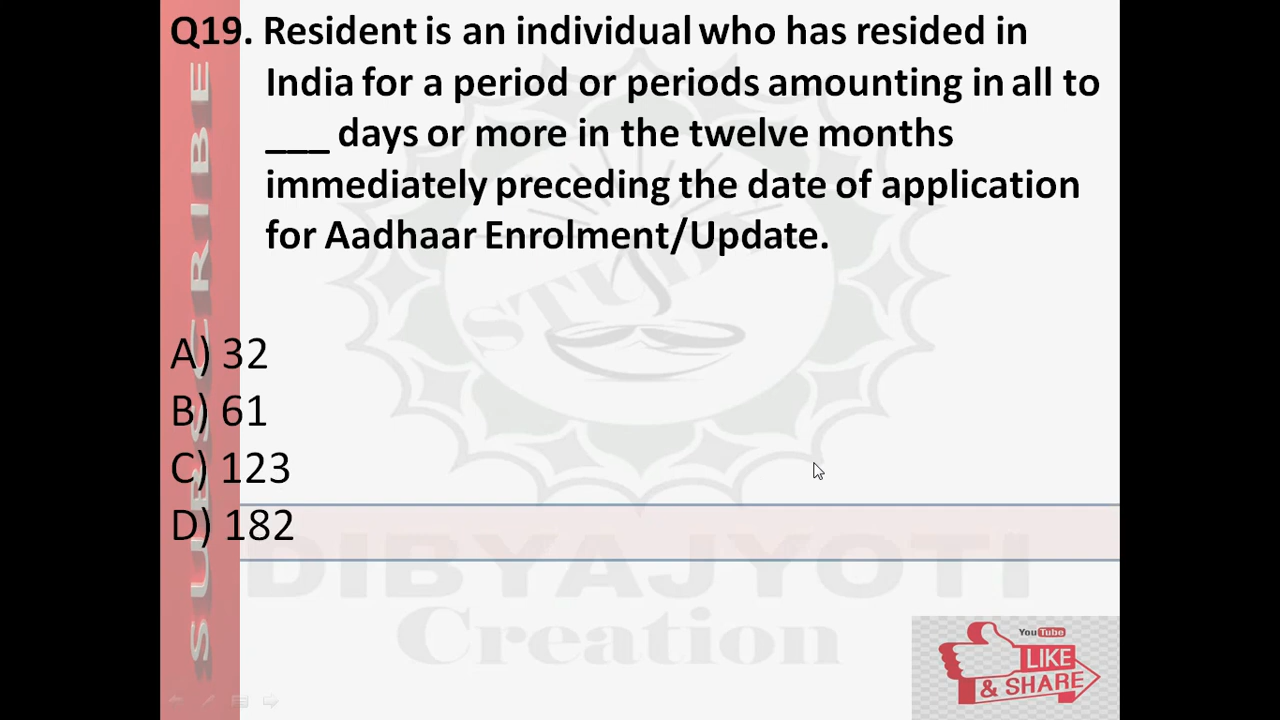 Q19. Resident is an individual who has resided in
India for a period or periods amounting in all to
___ days or more in the twelve months
immediately preceding the date of application
for Aadhaar Enrolment/Update.
A) 32
B) 61
C) 123
D) 182
SUBSCRIBE
STUDY
DIBYAJYOTI
Creation
YouTube
LIKE
& SHARE